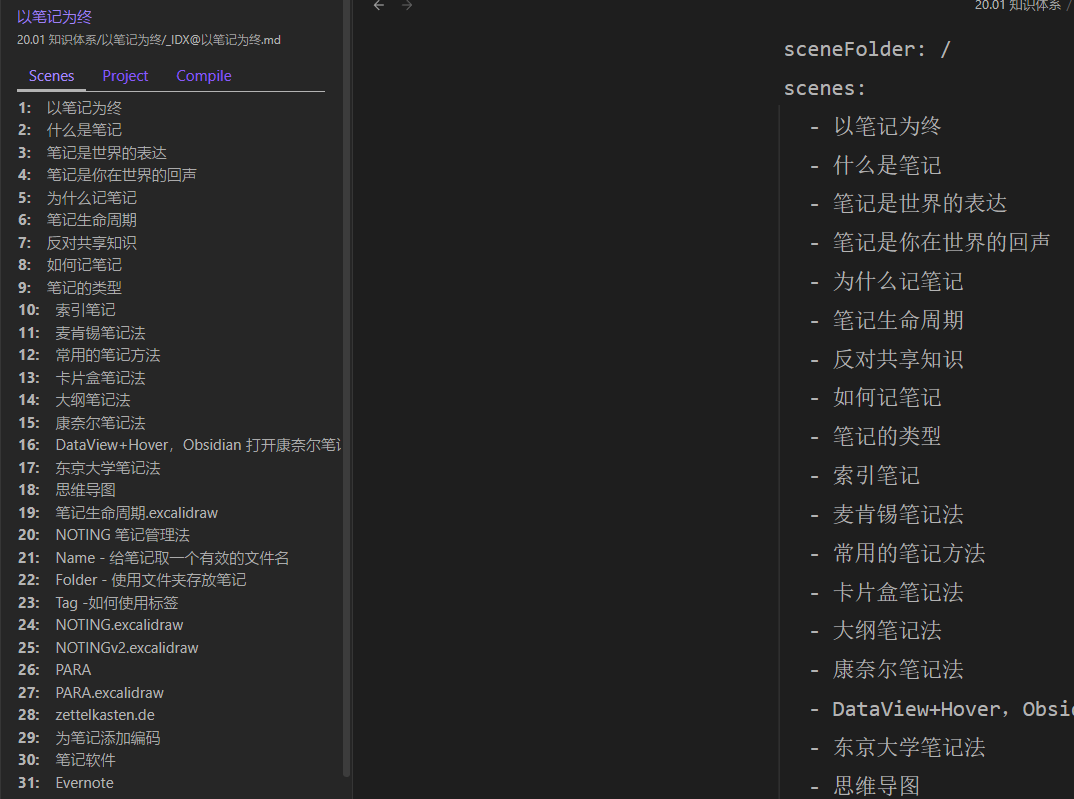 以笔记为终
20.01 知识体系/以笔记为终/_IDX@以笔记为终.md
Scenes Project Compile
1: 以笔记为终
2: 什么是笔记
3: 笔记是世界的表达
4: 笔记是你在世界的回声
5: 为什么记笔记
6: 笔记生命周期
7: 反对共享知识
8: 如何记笔记
9: 笔记的类型
10: 索引笔记
11: 麦肯锡笔记法
12: 常用的笔记方法
13: 卡片盒笔记法
14: 大纲笔记法
15: 康奈尔笔记法
16: DataView+Hover，Obsidian 打开康奈尔笔记
17: 东京大学笔记法
18: 思维导图
19: 笔记生命周期.excalidraw
20: NOTING 笔记管理法
21: Name - 给笔记取一个有效的文件名
22: Folder - 使用文件夹存放笔记
23: Tag -如何使用标签
24: NOTING.excalidraw
25: NOTINGv2.excalidraw
26: PARA
27: PARA.excalidraw
28: zettelkasten.de
29: 为笔记添加编码
30: 笔记软件
31: Evernote
20.01 知识体系 /
sceneFolder: /
scenes:
- 以笔记为终
- 什么是笔记
- 笔记是世界的表达
- 笔记是你在世界的回声
- 为什么记笔记
- 笔记生命周期
- 反对共享知识
- 如何记笔记
- 笔记的类型
- 索引笔记
- 麦肯锡笔记法
- 常用的笔记方法
- 卡片盒笔记法
- 大纲笔记法
- 康奈尔笔记法
- DataView+Hover，Obsid
- 东京大学笔记法
- 思维导图